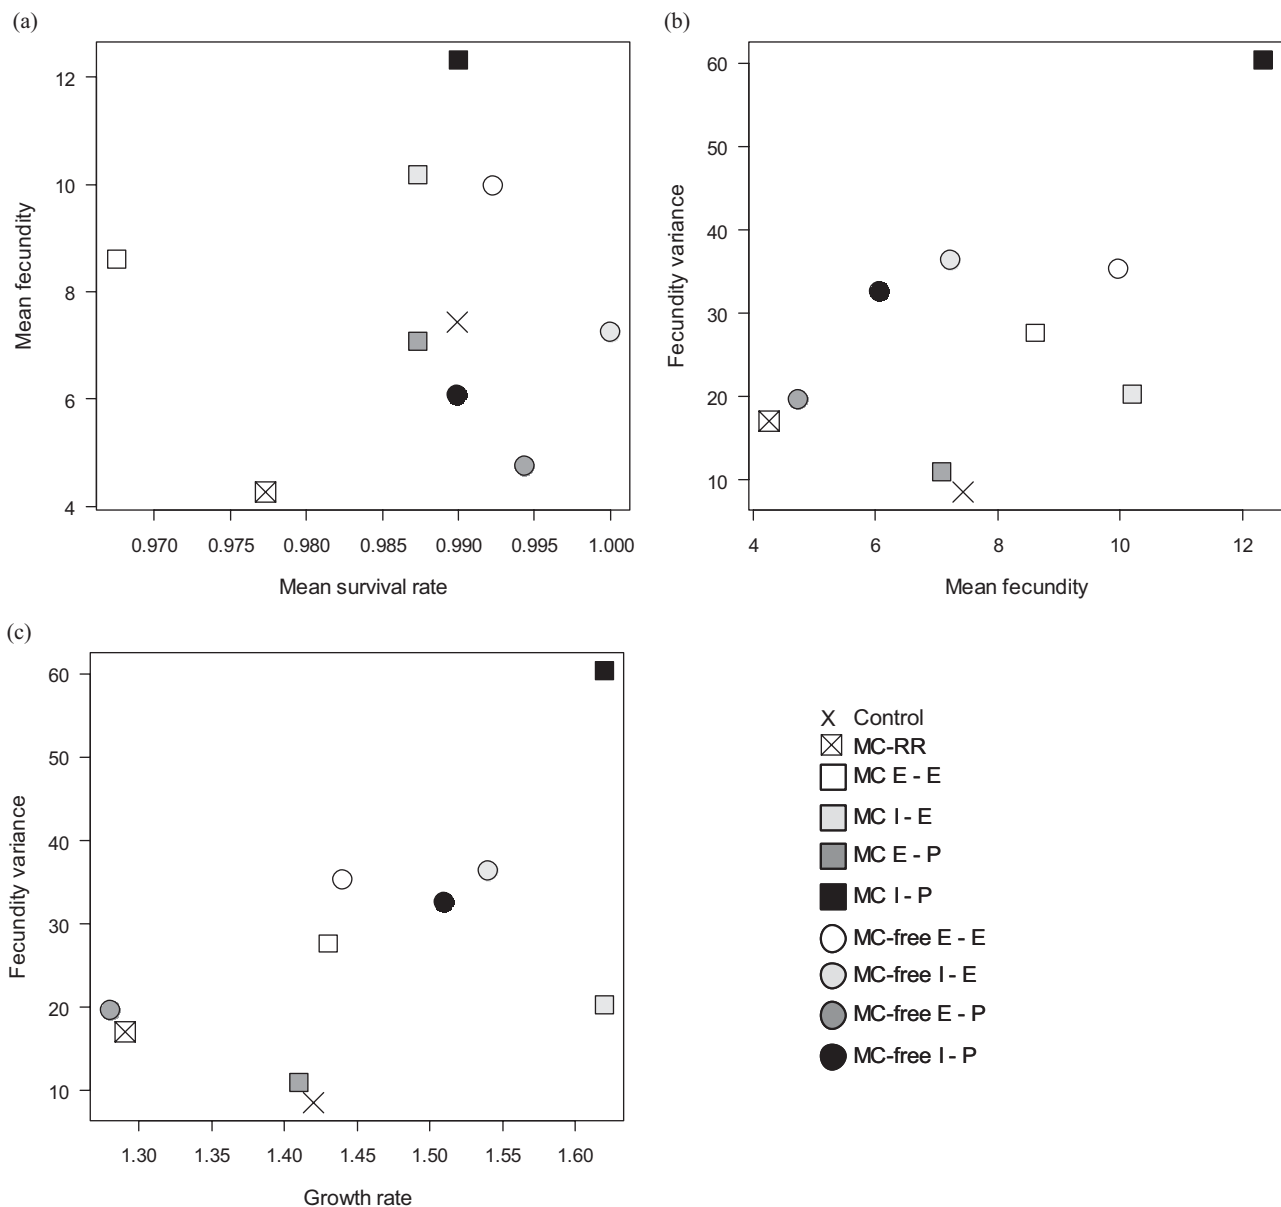 (a)
12
10
8
6
4
Mean fecundity
0.970 0.975 0.980 0.985 0.990 0.995 1.000
Mean survival rate
(b)
60
50
40
30
20
10
Fecundity variance
4 6 8 10 12
Mean fecundity
(c)
60
50
40
30
20
10
Fecundity variance
1.30 1.35 1.40 1.45 1.50 1.55 1.60
Growth rate
x Control
MC-RR
MC E - E
MC I - E
MC E - P
MC I - P
MC-free E - E
MC-free I - E
MC-free E - P
MC-free I - P